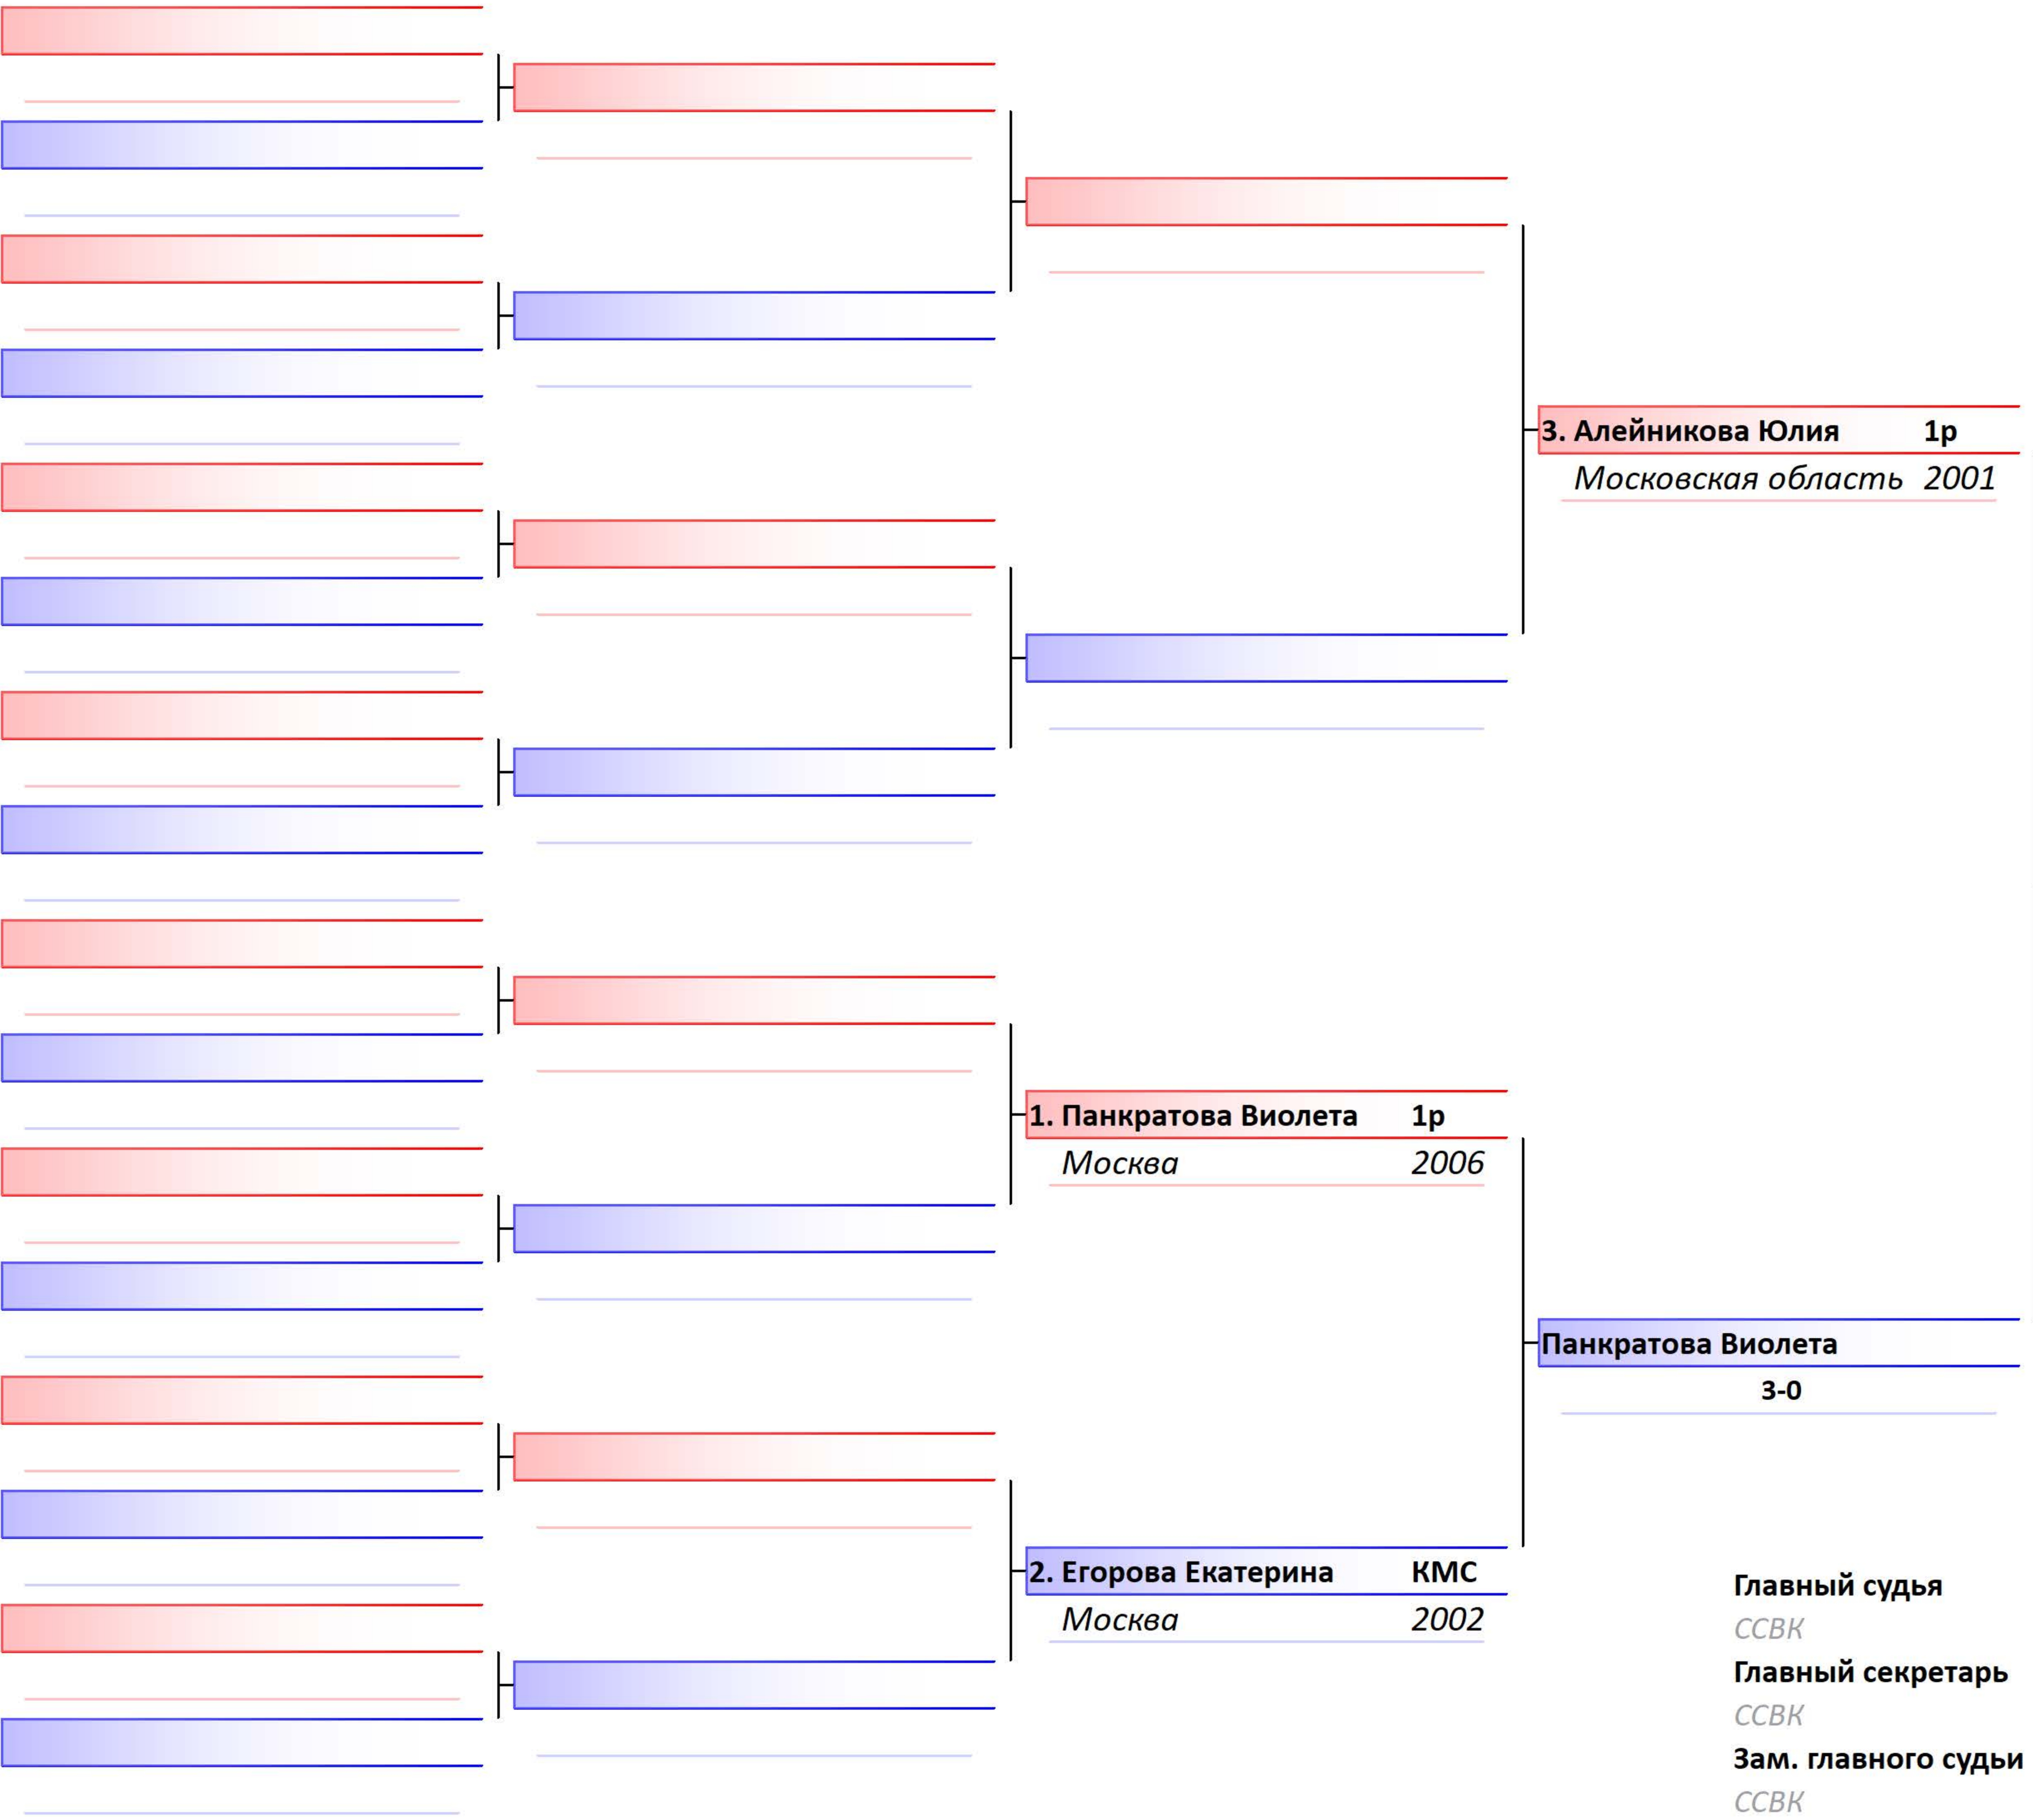 3. Алейникова Юлия 1р
Московская область 2001
1. Панкратова Виолета 1р
Москва 2006
Панкратова Виолета
3-0
2. Егорова Екатерина КМС
Москва 2002
Главный судья
ССВК
Главный секретарь
ССВК
Зам. главного судьи
ССВК